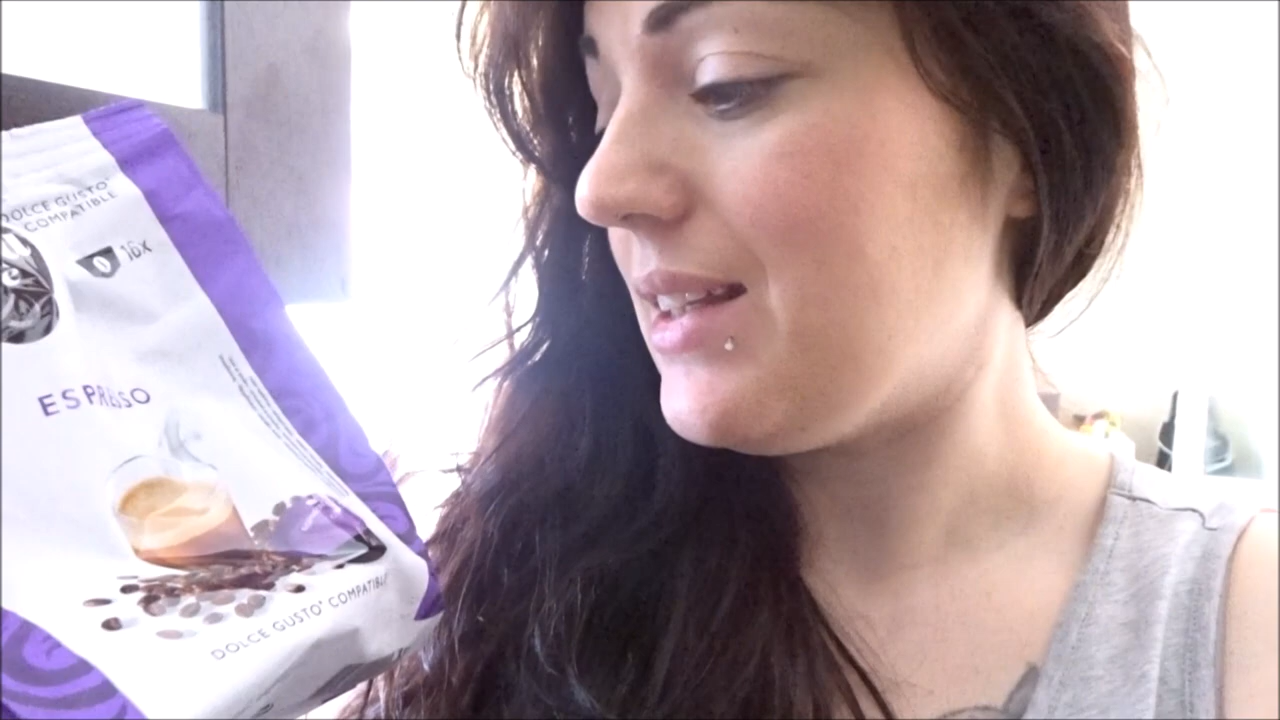 DOLCE GUSTO®
COMPATIBLE
16x
ESPRESSO
DOLCE GUSTO® COMPATIBLE